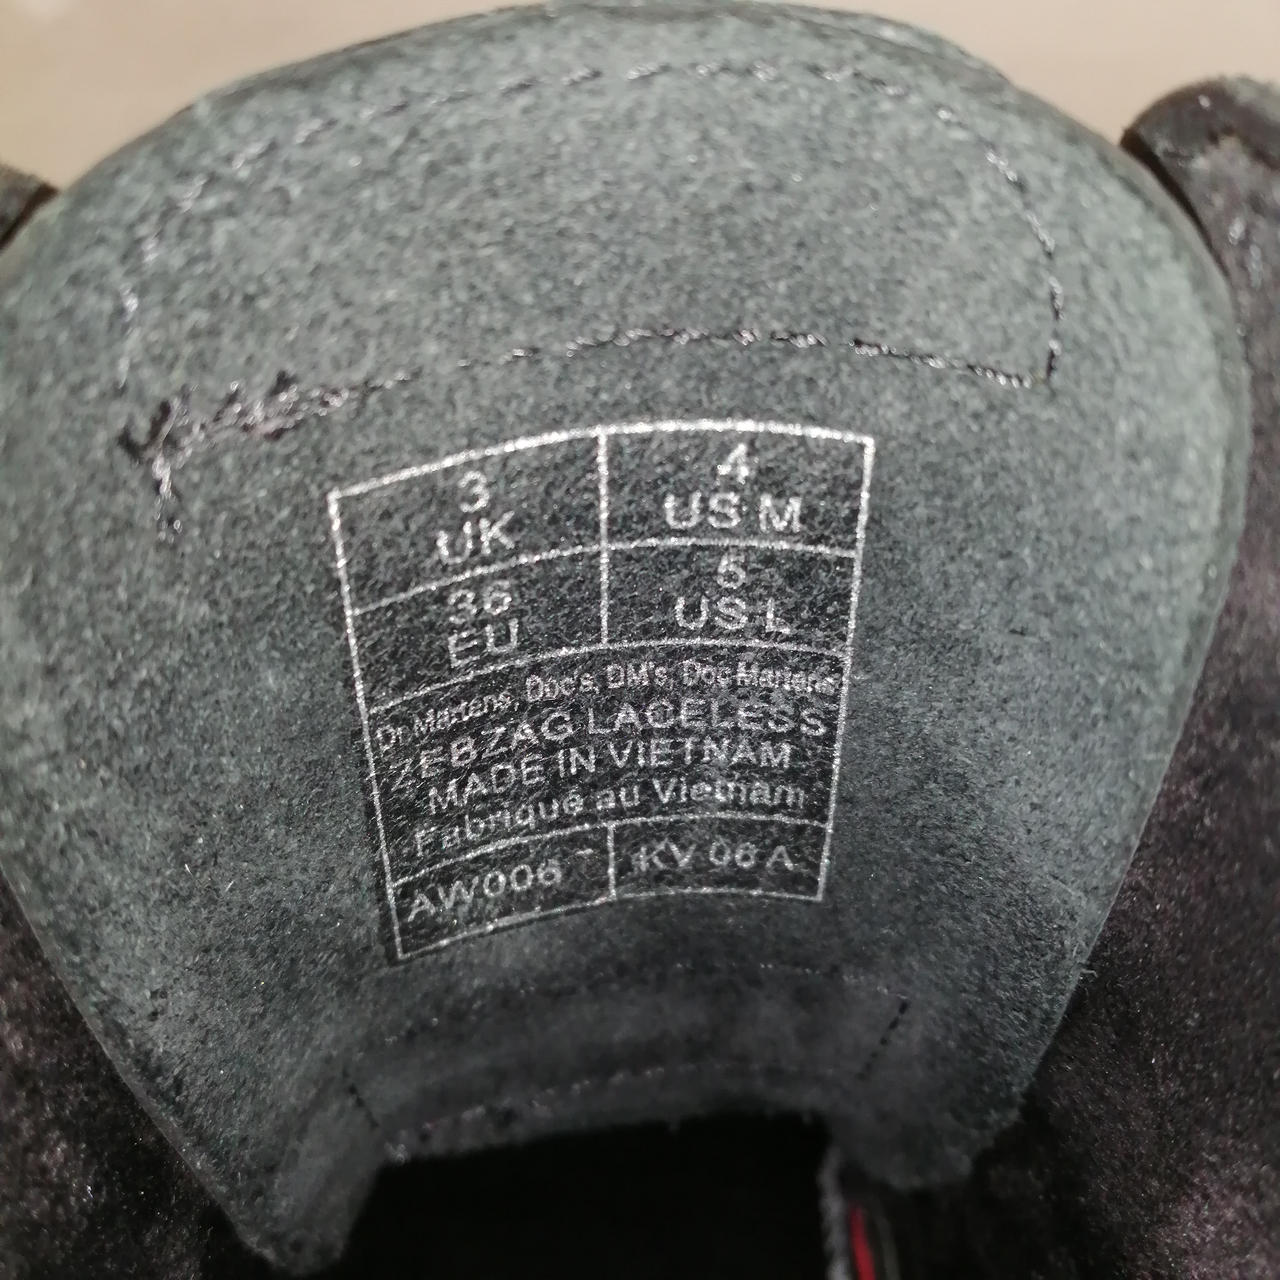 3
UK
4
US M
36
EU
5
US L
Dr. Martens, Doc's, DM's, Doc Martens
ZEBZAG LACELESS
MADE IN VIETNAM
Fabriqué au Vietnam
AW006
KV 06 A